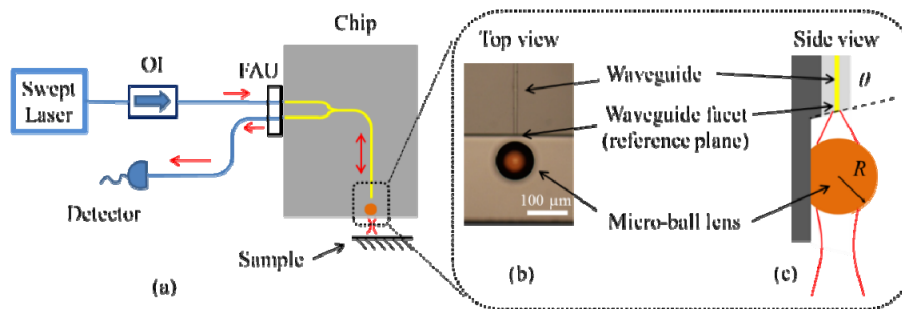 Chip
OI
FAU
Swept
Laser
Detector
Sample
(a)
Top view
Waveguide
Waveguide facet
(reference plane)
Micro-ball lens
100 μm
(b)
Side view
θ
R
(c)